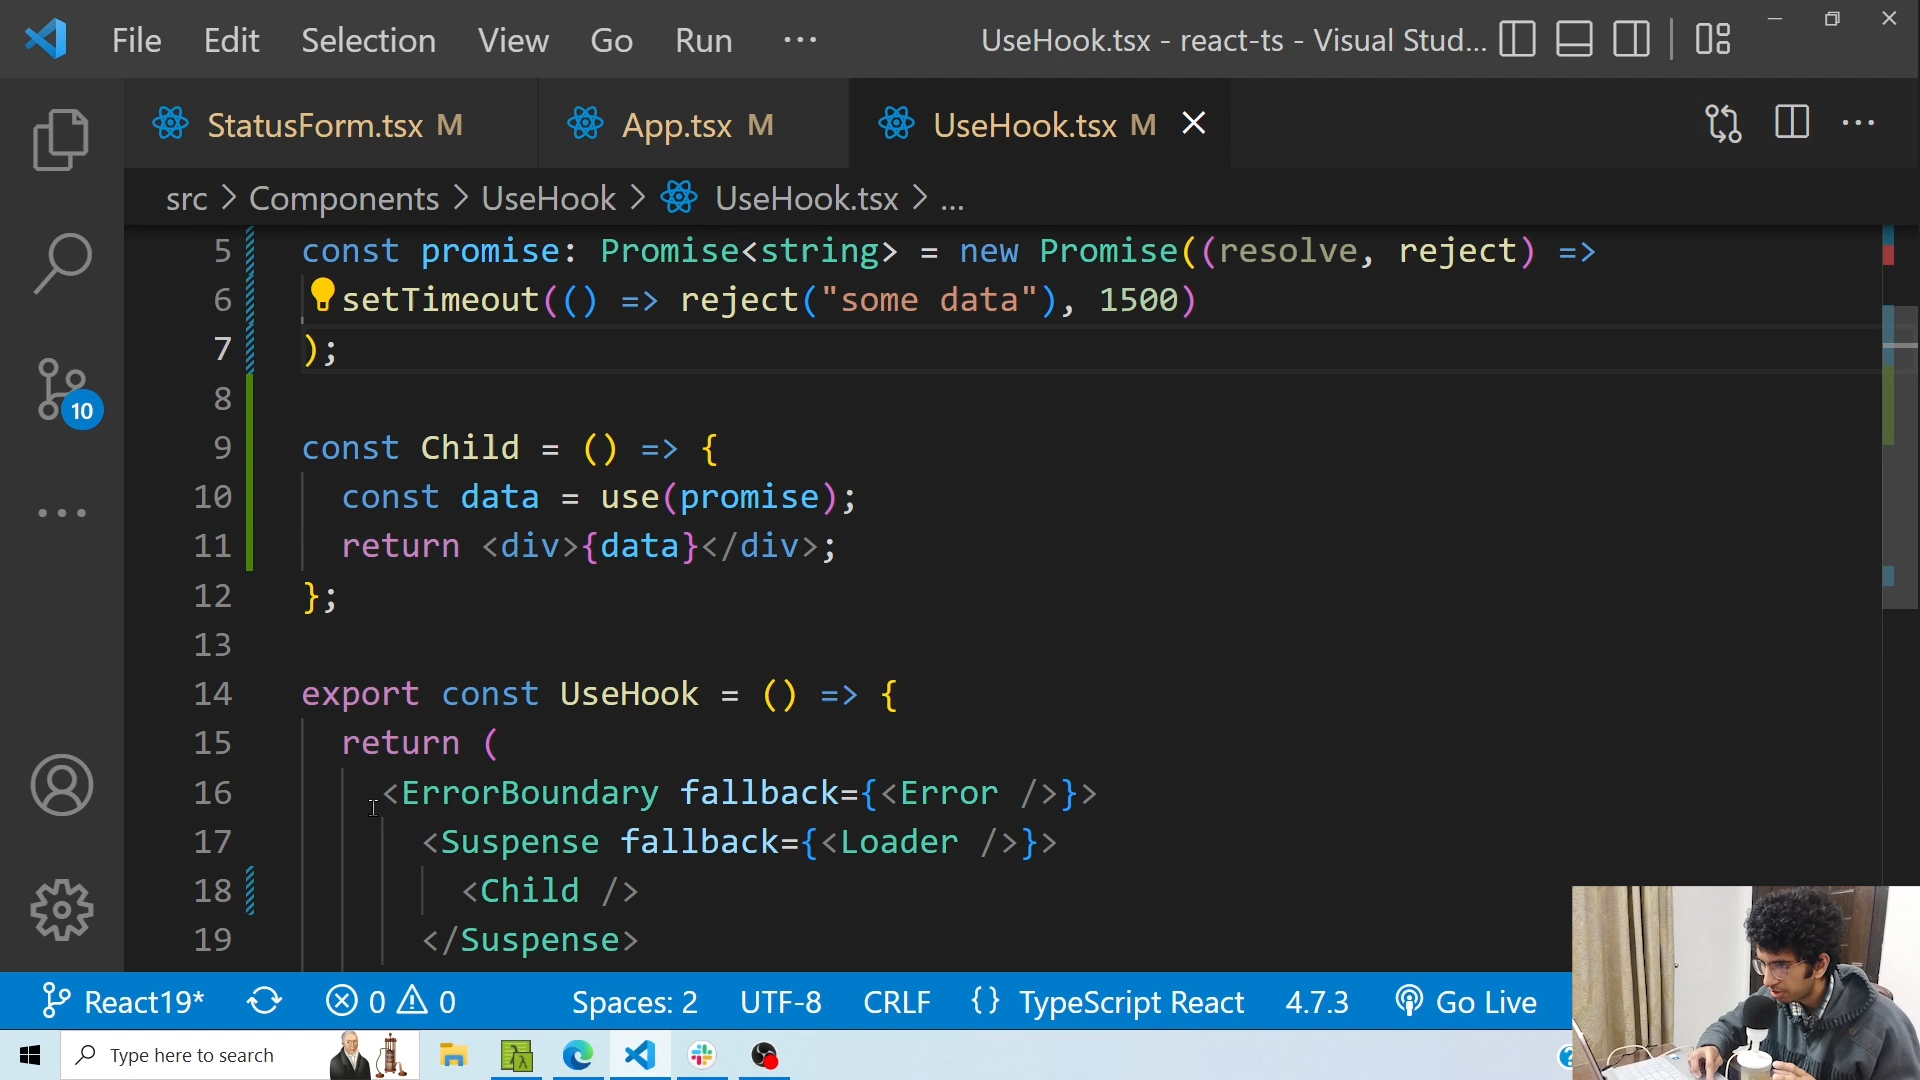 File Edit Selection View Go Run ... UseHook.tsx - react-ts - Visual Stud...
StatusForm.tsx M App.tsx M UseHook.tsx M
src > Components > UseHook > UseHook.tsx > ...
5 const promise: Promise<string> = new Promise((resolve, reject) =>
6 setTimeout(() => reject("some data"), 1500)
7 );
8
9 const Child = () => {
10 const data = use(promise);
11 return <div>{data}</div>;
12 };
13
14 export const UseHook = () => {
15 return (
16 <ErrorBoundary fallback={<Error />}>
17 <Suspense fallback={<Loader />}>
18 <Child />
19 </Suspense>
10
React19* 0 0 Spaces: 2 UTF-8 CRLF {} TypeScript React 4.7.3 Go Live
Type here to search